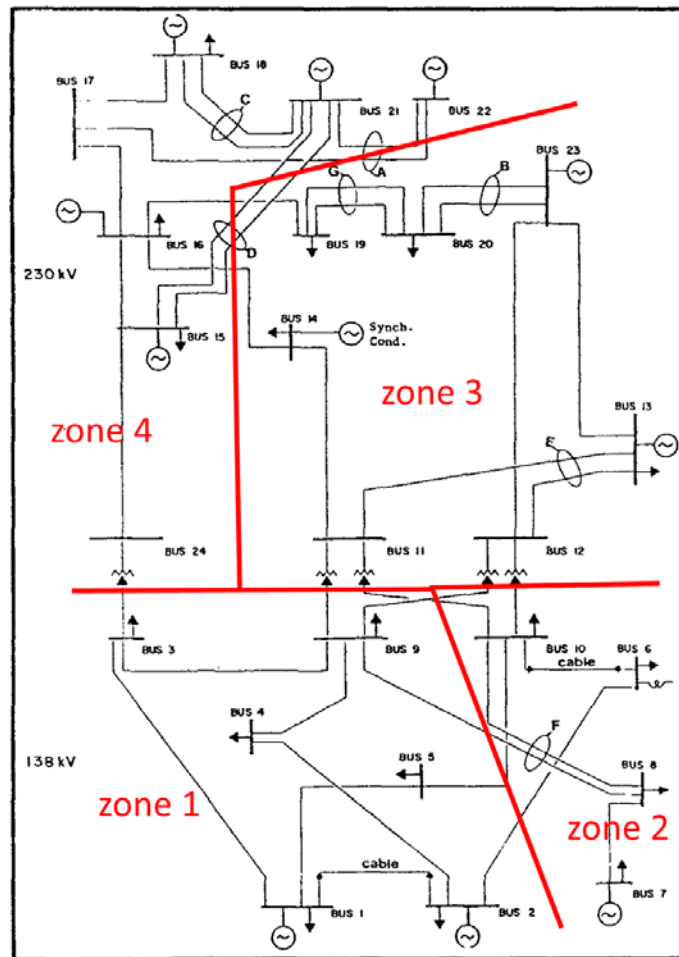 BUS 18
BUS 17
C
BUS 21
BUS 22
A
G
B
BUS 23
BUS 16
D
BUS 19
BUS 20
230 kV
BUS 14
Synch.
Cond.
BUS 15
zone 3
BUS 13
zone 4
E
BUS 24
BUS 11
BUS 12
BUS 3
BUS 9
BUS 10
BUS 6
cable
BUS 4
F
138 kV
BUS 5
BUS 8
zone 1
zone 2
cable
BUS 1
BUS 2
BUS 7